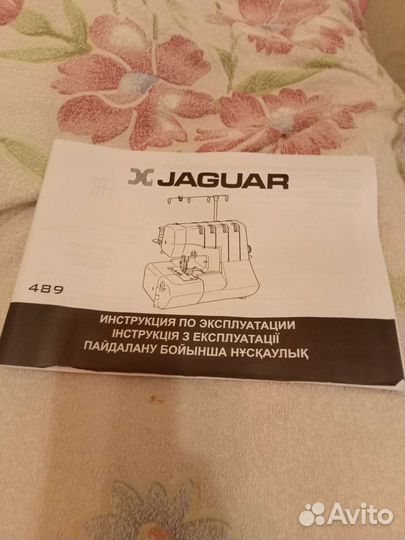 JAGUAR
489
ИНСТРУКЦИЯ ПО ЭКСПЛУАТАЦИИ
ІНСТРУКЦІЯ З ЕКСПЛУАТАЦІЇ
ПАЙДАЛАНУ БОЙЫНША НҰСҚАУЛЫҚ
Avito